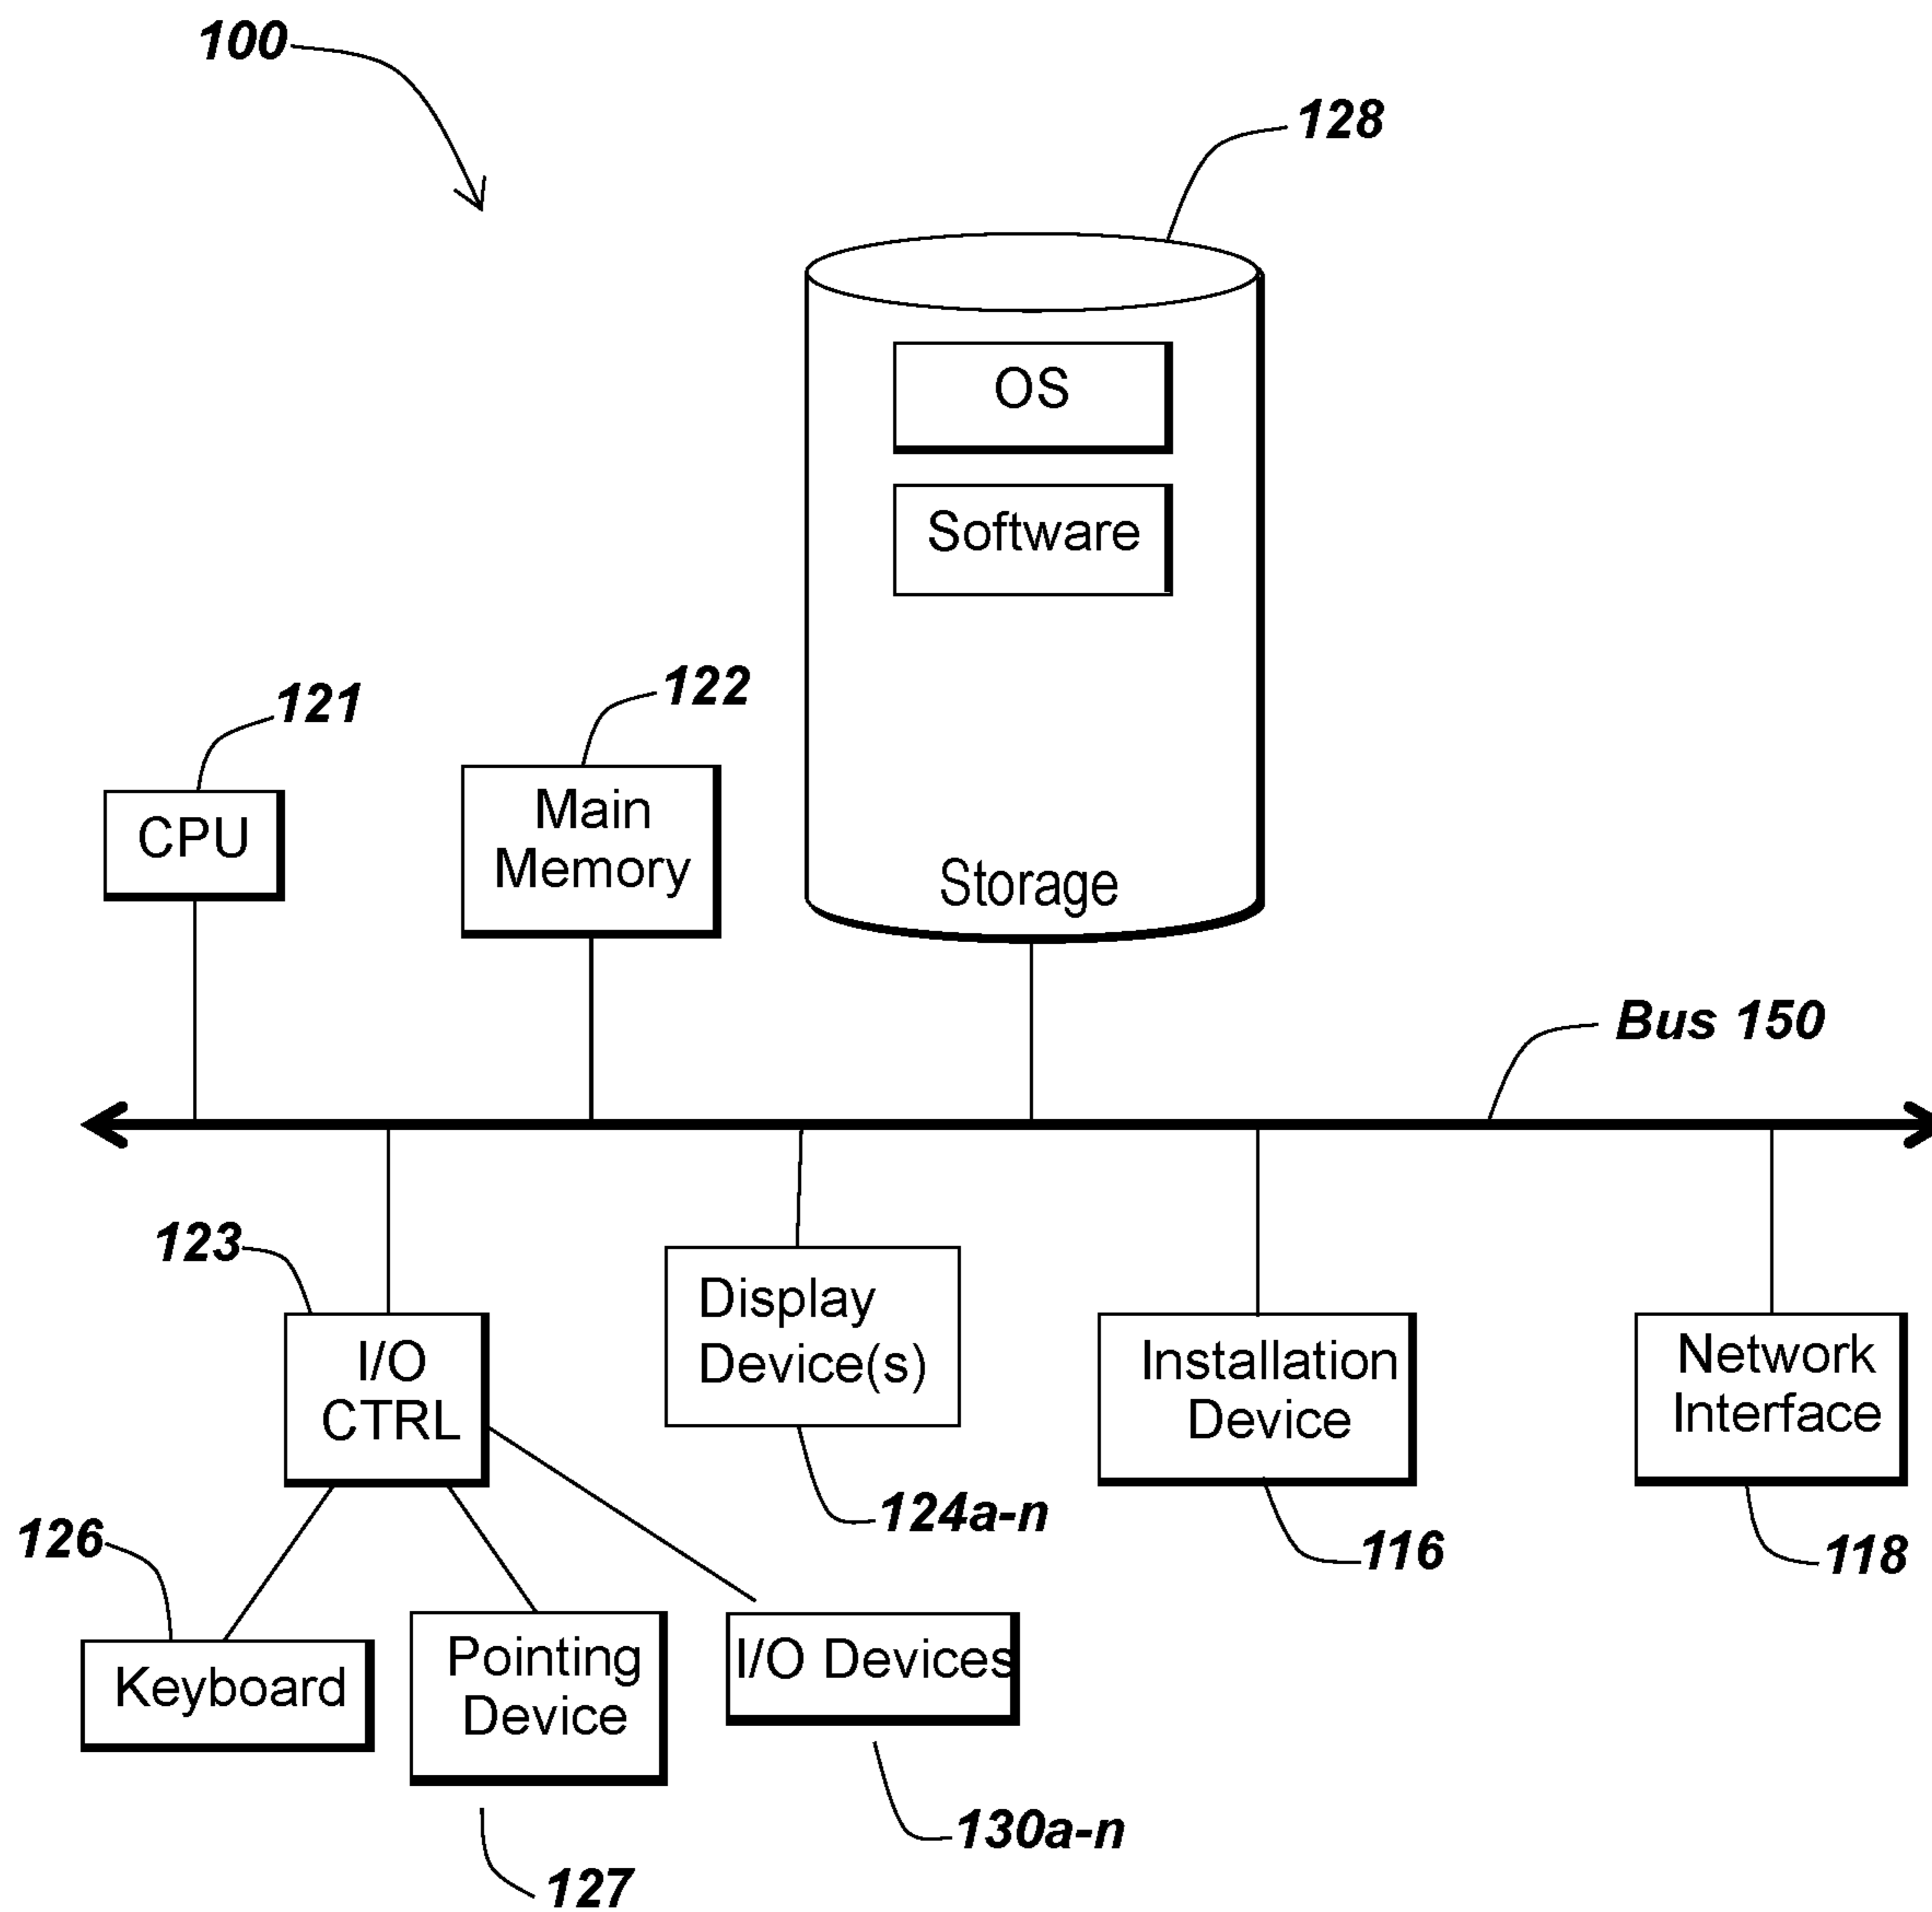 100
128
OS
Software
121
122
CPU
Main
Memory
Storage
Bus 150
123
Display
Device(s)
I/O
CTRL
Installation
Device
Network
Interface
124a-n
126
116
118
Keyboard
Pointing
Device
I/O Devices
130a-n
127